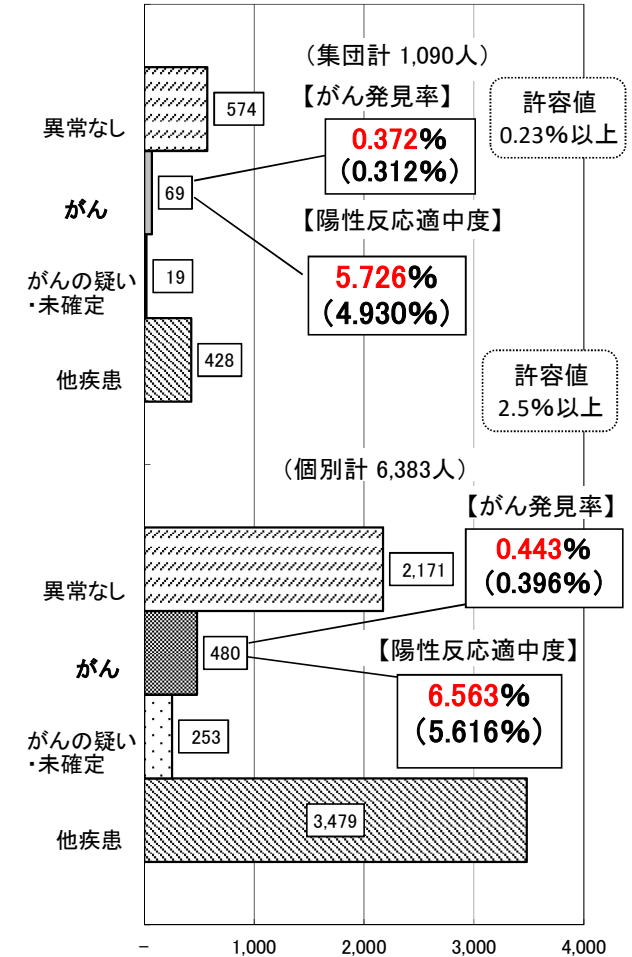 （集団計 1,090人）
【がん発見率】
許容値
0.23％以上
異常なし
574
0.372%
（0.312%）
がん
69
【陽性反応適中度】
がんの疑い
・未確定
19
5.726%
（4.930%）
他疾患
428
許容値
2.5％以上
（個別計 6,383人）
【がん発見率】
異常なし
2,171
0.443%
（0.396%）
がん
480
【陽性反応適中度】
がんの疑い
・未確定
253
6.563%
（5.616%）
他疾患
3,479
– 1,000 2,000 3,000 4,000